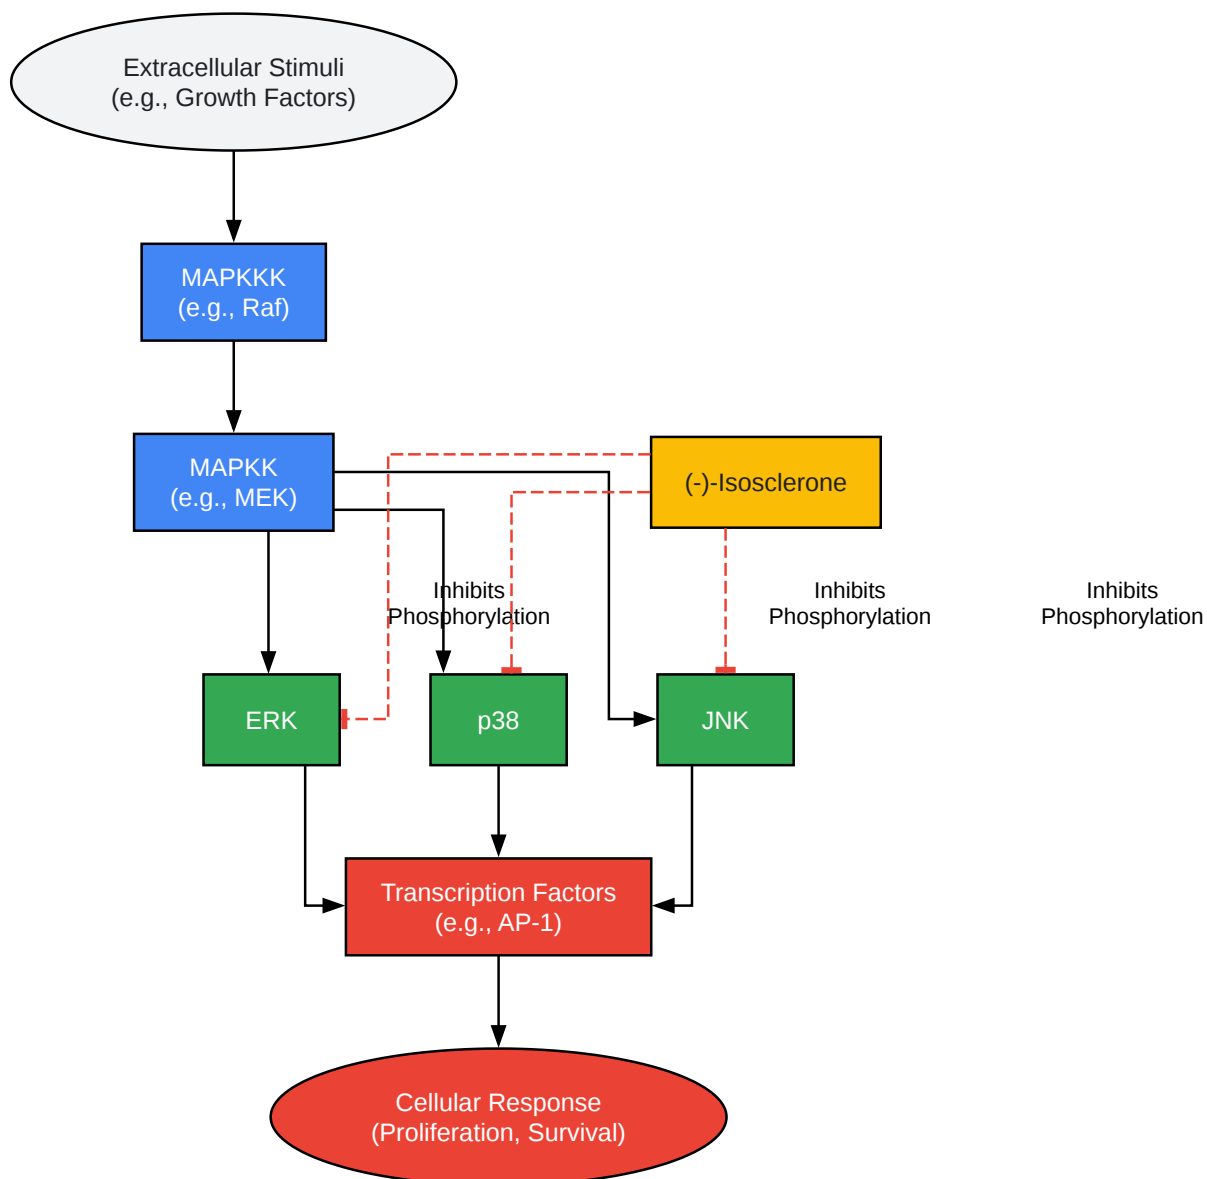 Extracellular Stimuli
(e.g., Growth Factors)
MAPKKK
(e.g., Raf)
MAPKK
(e.g., MEK)
(-)-Isosclerone
Inhibits
Phosphorylation
Inhibits
Phosphorylation
Inhibits
Phosphorylation
ERK
p38
JNK
Transcription Factors
(e.g., AP-1)
Cellular Response
(Proliferation, Survival)